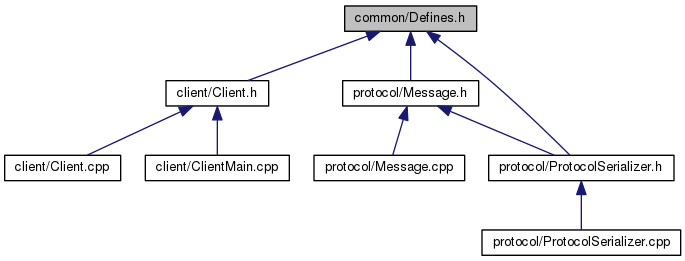 common/Defines.h
client/Client.h
protocol/Message.h
client/Client.cpp
client/ClientMain.cpp
protocol/Message.cpp
protocol/ProtocolSerializer.h
protocol/ProtocolSerializer.cpp